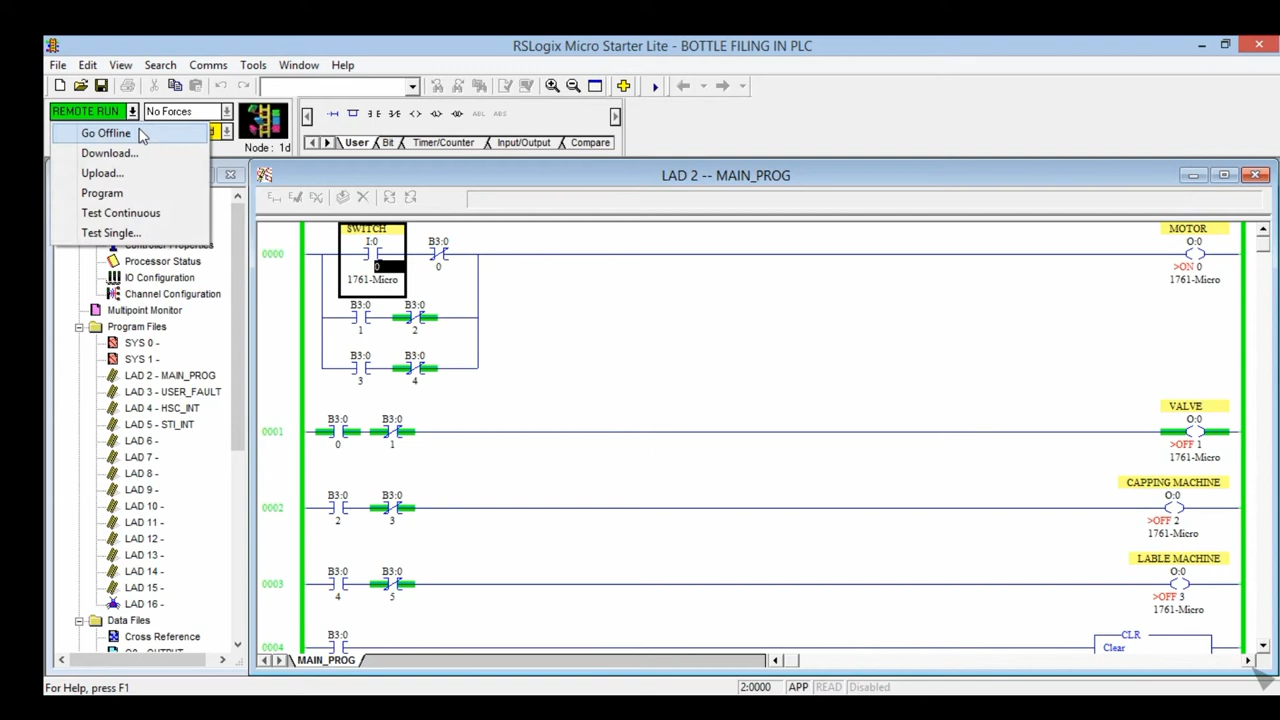 RSLogix Micro Starter Lite - BOTTLE FILING IN PLC
File Edit View Search Comms Tools Window Help
REMOTE RUN No Forces
Go Offline
Download...
Upload...
Program
Test Continuous
Test Single...
Node : 1d
User Bit Timer/Counter Input/Output Compare
ABL ABS
Controller Properties
Processor Status
IO Configuration
Channel Configuration
Multipoint Monitor
Program Files
SYS 0 -
SYS 1 -
LAD 2 - MAIN_PROG
LAD 3 - USER_FAULT
LAD 4 - HSC_INT
LAD 5 - STI_INT
LAD 6 -
LAD 7 -
LAD 8 -
LAD 9 -
LAD 10 -
LAD 11 -
LAD 12 -
LAD 13 -
LAD 14 -
LAD 15 -
LAD 16 -
Data Files
Cross Reference
LAD 2 -- MAIN_PROG
SWITCH MOTOR
I:0 B3:0 O:0
0000
0 0 >ON 0
1761-Micro 1761-Micro
B3:0 B3:0
1 2
B3:0 B3:0
3 4
VALVE
B3:0 B3:0 O:0
0001
0 1 >OFF 1
1761-Micro
CAPPING MACHINE
B3:0 B3:0 O:0
0002
2 3 >OFF 2
1761-Micro
LABLE MACHINE
B3:0 B3:0 O:0
0003
4 5 >OFF 3
1761-Micro
B3:0 CLR
0004 Clear
MAIN_PROG
For Help, press F1 2:0000 APP READ Disabled